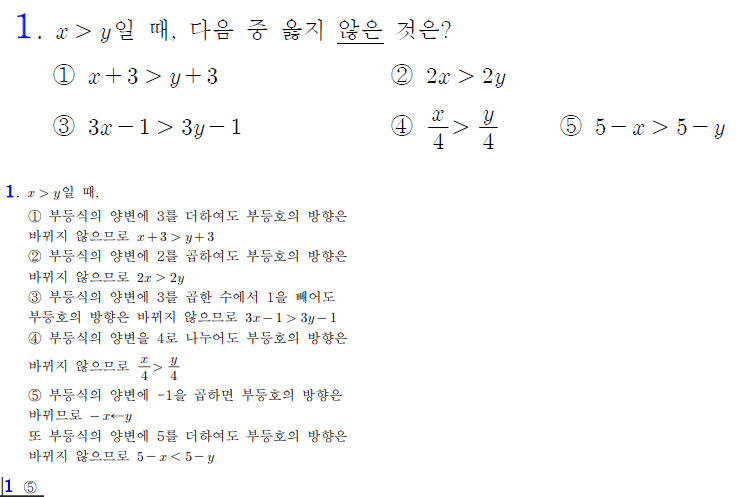 1. x > y일 때, 다음 중 옳지 않은 것은?
① x+3 > y+3 ② 2x > 2y
③ 3x−1 > 3y−1 ④ x/4 > y/4 ⑤ 5−x > 5−y
1. x > y일 때,
① 부등식의 양변에 3를 더하여도 부등호의 방향은
바뀌지 않으므로 x+3 > y+3
② 부등식의 양변에 2를 곱하여도 부등호의 방향은
바뀌지 않으므로 2x > 2y
③ 부등식의 양변에 3를 곱한 수에서 1을 빼어도
부등호의 방향은 바뀌지 않으므로 3x−1 > 3y−1
④ 부등식의 양변을 4로 나누어도 부등호의 방향은
바뀌지 않으므로 x/4 > y/4
⑤ 부등식의 양변에 -1을 곱하면 부등호의 방향은
바뀌므로 −x←y
또 부등식의 양변에 5를 더하여도 부등호의 방향은
바뀌지 않으므로 5−x < 5−y
1 ⑤